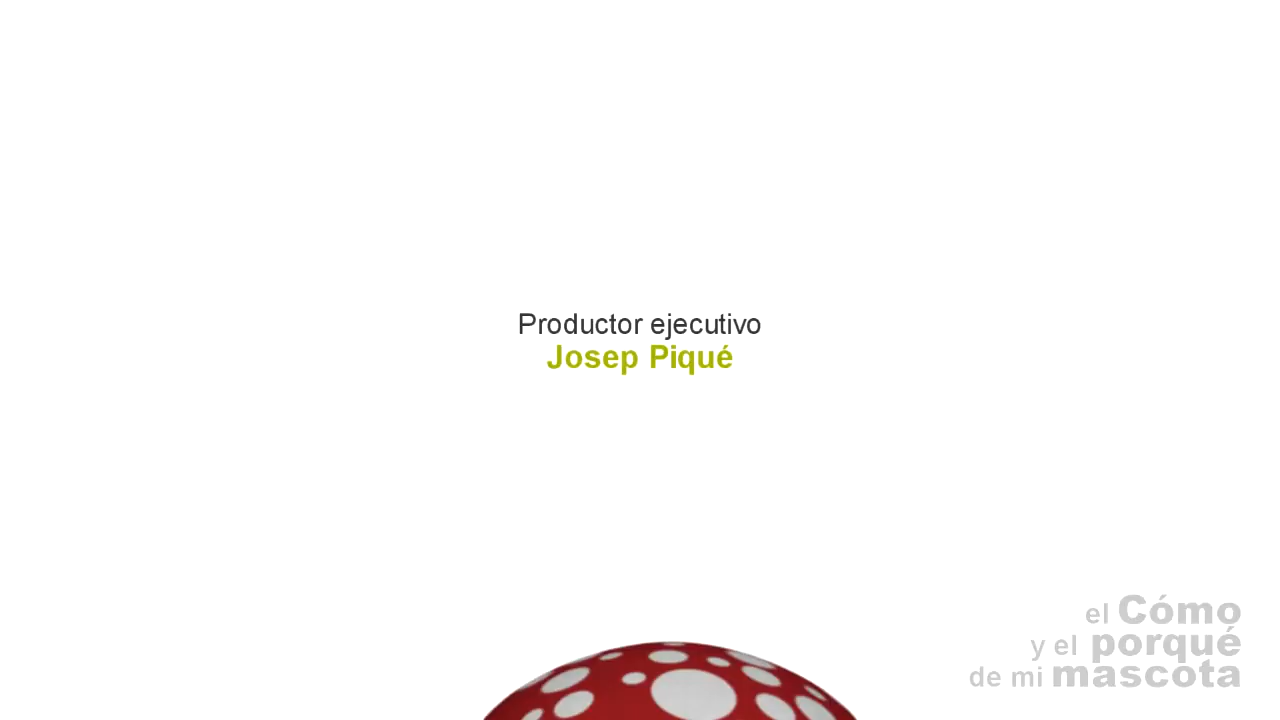 Productor ejecutivo
Josep Piqué
el Cómo
y el porqué
de mi mascota